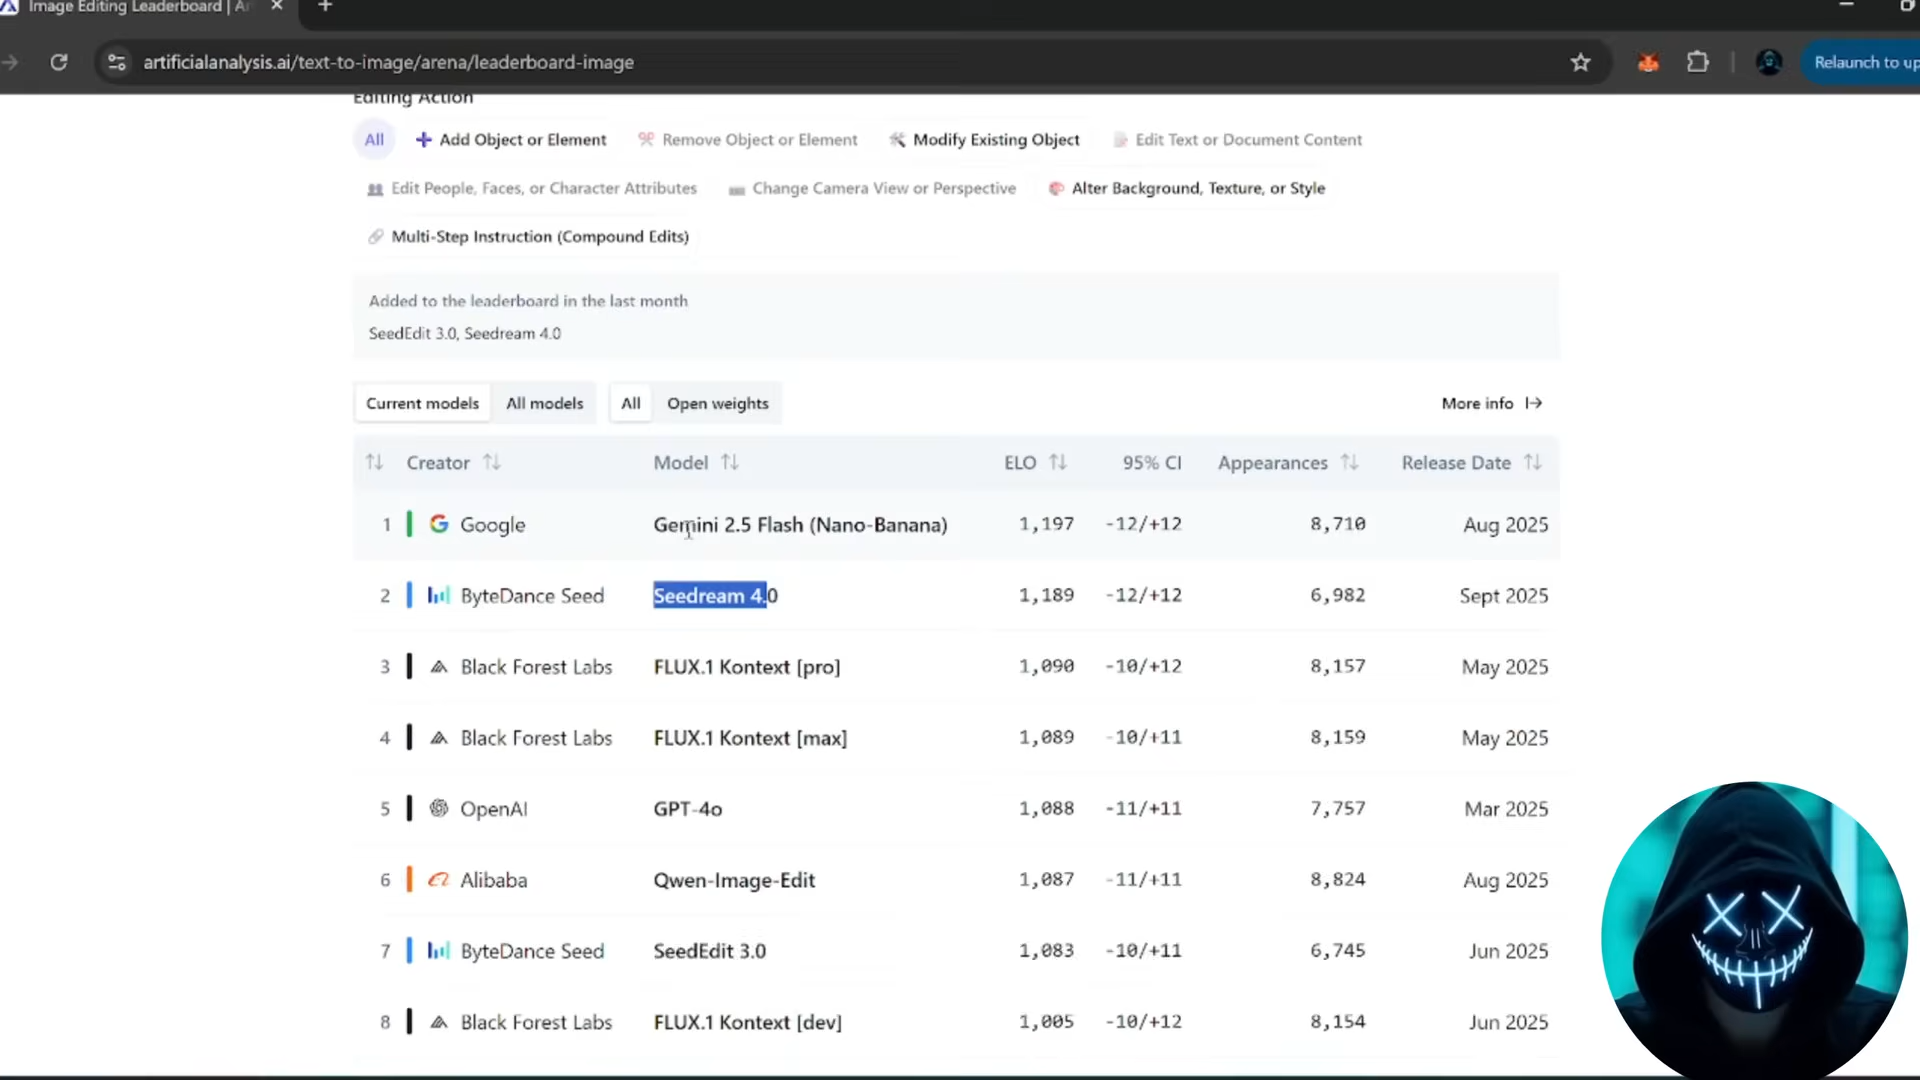 Image Editing Leaderboard | Ar
artificialanalysis.ai/text-to-image/arena/leaderboard-image
Relaunch to up
Editing Action
All Add Object or Element Remove Object or Element Modify Existing Object Edit Text or Document Content
Edit People, Faces, or Character Attributes Change Camera View or Perspective Alter Background, Texture, or Style
Multi-Step Instruction (Compound Edits)
Added to the leaderboard in the last month
SeedEdit 3.0, Seedream 4.0
Current models All models All Open weights More info
Creator Model ELO 95% CI Appearances Release Date
1 Google Gemini 2.5 Flash (Nano-Banana) 1,197 -12/+12 8,710 Aug 2025
2 ByteDance Seed Seedream 4.0 1,189 -12/+12 6,982 Sept 2025
3 Black Forest Labs FLUX.1 Kontext [pro] 1,090 -10/+12 8,157 May 2025
4 Black Forest Labs FLUX.1 Kontext [max] 1,089 -10/+11 8,159 May 2025
5 OpenAI GPT-4o 1,088 -11/+11 7,757 Mar 2025
6 Alibaba Qwen-Image-Edit 1,087 -11/+11 8,824 Aug 2025
7 ByteDance Seed SeedEdit 3.0 1,083 -10/+11 6,745 Jun 2025
8 Black Forest Labs FLUX.1 Kontext [dev] 1,005 -10/+12 8,154 Jun 2025